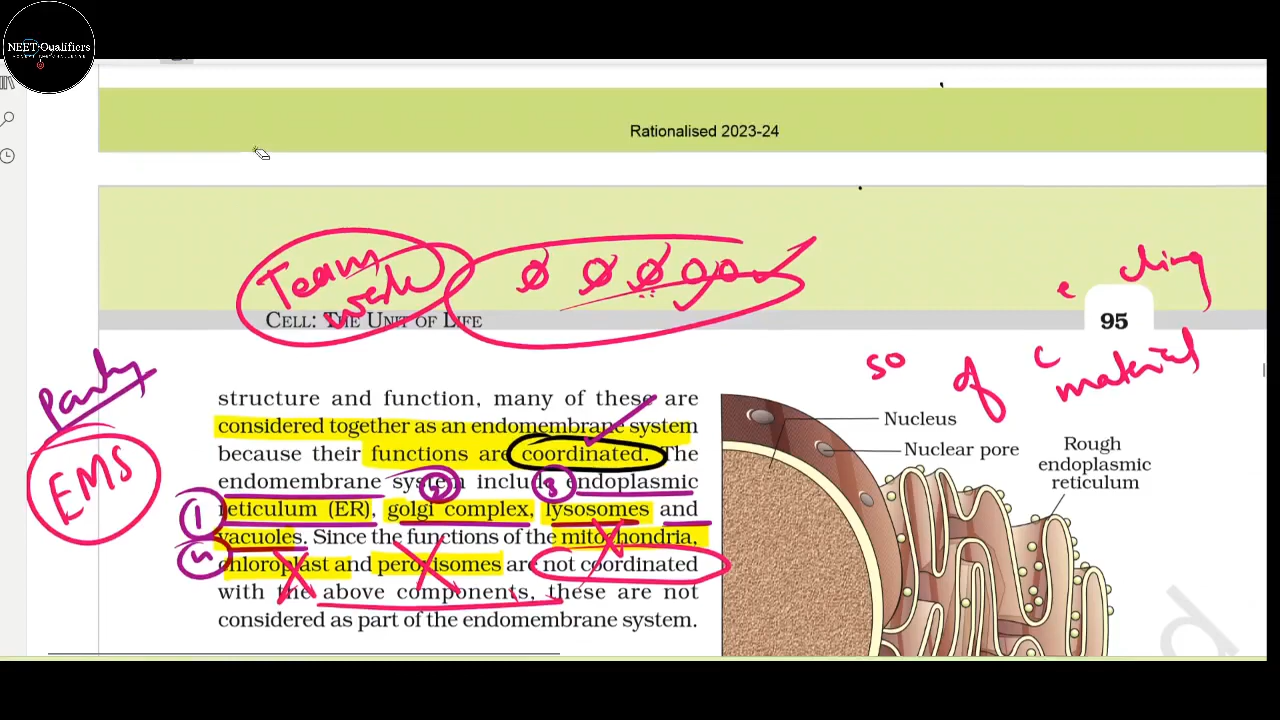 NEET Qualifiers
Rationalised 2023-24
Team
work
CELL: THE UNIT OF LIFE
95
so of material
Party
EMS
structure and function, many of these are
considered together as an endomembrane system
because their functions are coordinated. The
endomembrane system include endoplasmic
reticulum (ER), golgi complex, lysosomes and
vacuoles. Since the functions of the mitochondria,
chloroplast and peroxisomes are not coordinated
with the above components, these are not
considered as part of the endomembrane system.
1
2
3
4
Nucleus
Nuclear pore
Rough
endoplasmic
reticulum
d